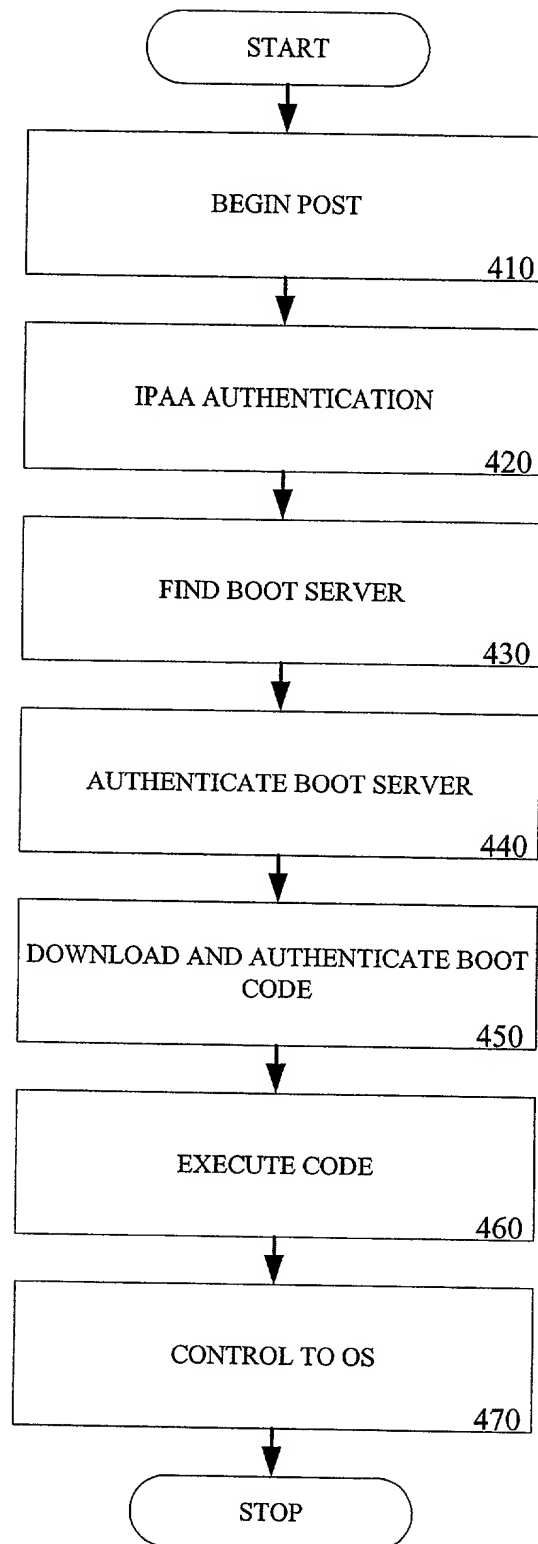 START
BEGIN POST
410
IPAA AUTHENTICATION
420
FIND BOOT SERVER
430
AUTHENTICATE BOOT SERVER
440
DOWNLOAD AND AUTHENTICATE BOOT
CODE
450
EXECUTE CODE
460
CONTROL TO OS
470
STOP